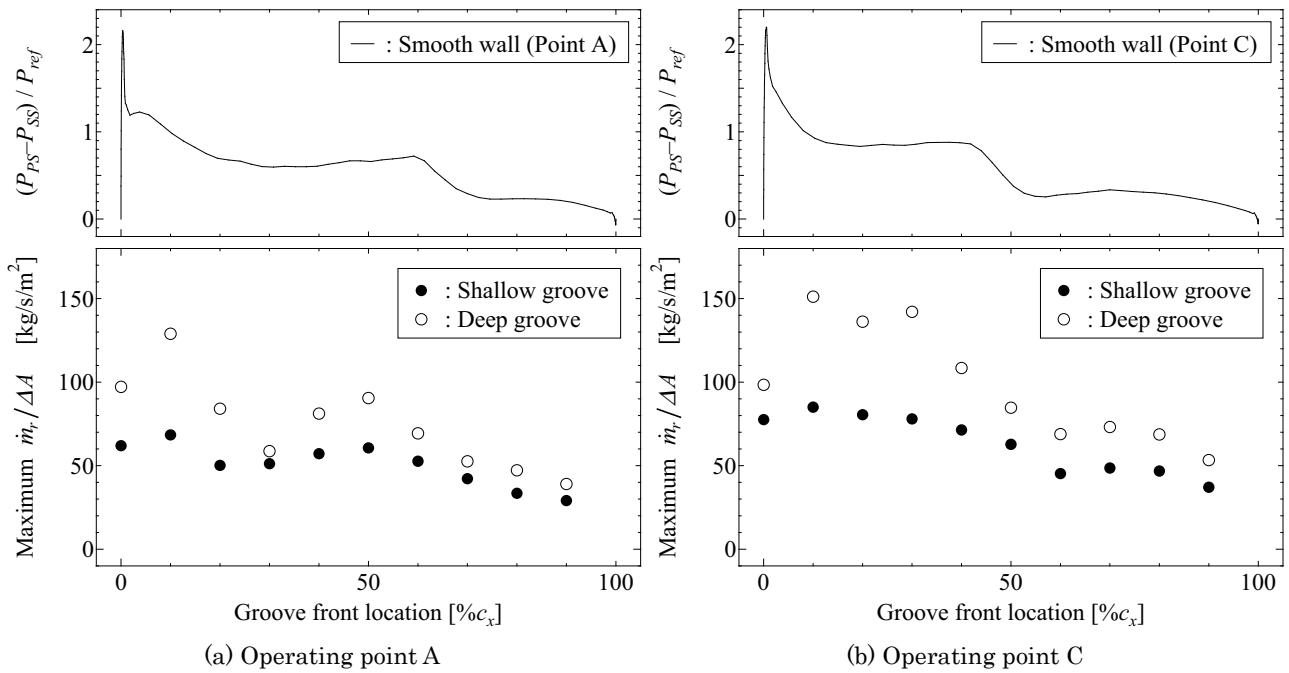 — : Smooth wall (Point A)
(P_PS–P_SS) / P_ref
2
1
0
— : Smooth wall (Point C)
(P_PS–P_SS) / P_ref
2
1
0
● : Shallow groove
○ : Deep groove
Maximum ṁ_r / ΔA [kg/s/m²]
150
100
50
0
0 50 100
Groove front location [%c_x]
(a) Operating point A
● : Shallow groove
○ : Deep groove
Maximum ṁ_r / ΔA [kg/s/m²]
150
100
50
0
0 50 100
Groove front location [%c_x]
(b) Operating point C